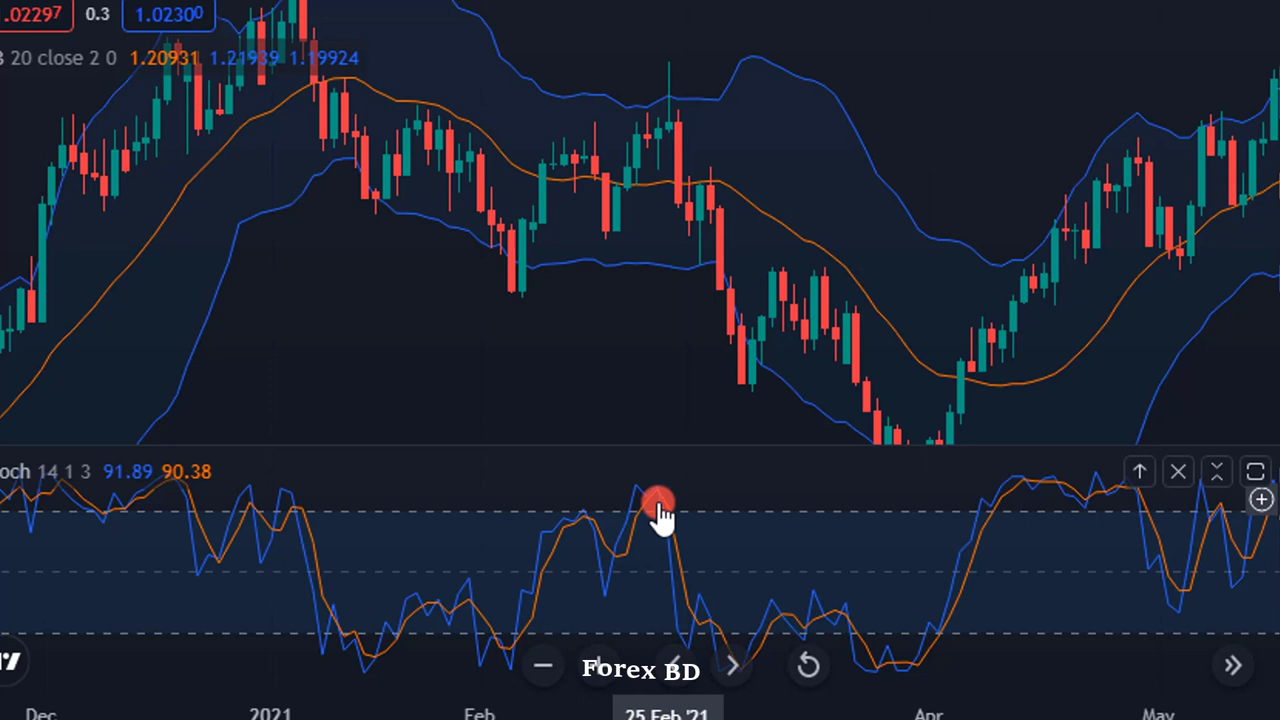 .02297 0.3 1.02300
20 close 2 0 1.20931 1.21939 1.19924
och 14 1 3 91.89 90.38
Forex BD
Dec 2021 Feb 25 Feb '21 Apr May